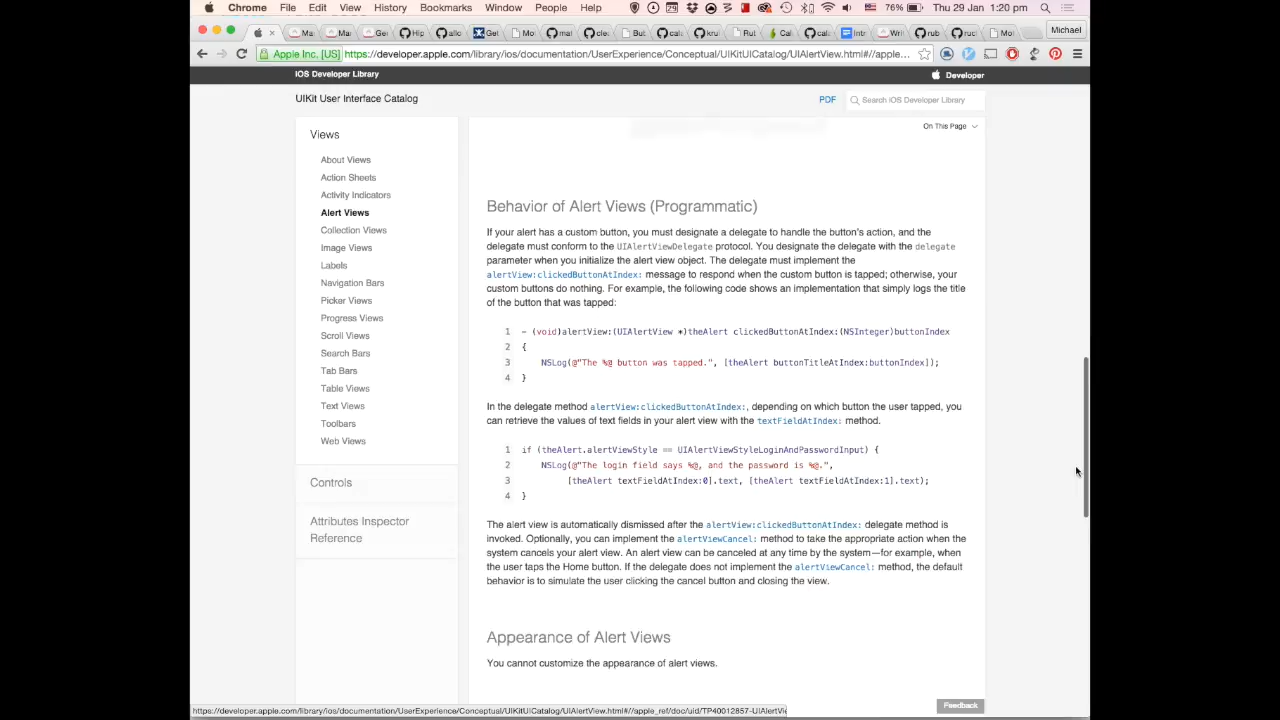 Chrome File Edit View History Bookmarks Window People Help 76% Thu 29 Jan 1:20 pm
Michael
Apple Inc. [US] https://developer.apple.com/library/ios/documentation/UserExperience/Conceptual/UIKitUICatalog/UIAlertView.html#//apple...
iOS Developer Library Developer
UIKit User Interface Catalog PDF Search iOS Developer Library
On This Page
Views
About Views
Action Sheets
Activity Indicators
Alert Views
Collection Views
Image Views
Labels
Navigation Bars
Picker Views
Progress Views
Scroll Views
Search Bars
Tab Bars
Table Views
Text Views
Toolbars
Web Views
Controls
Attributes Inspector
Reference
Behavior of Alert Views (Programmatic)
If your alert has a custom button, you must designate a delegate to handle the button's action, and the
delegate must conform to the UIAlertViewDelegate protocol. You designate the delegate with the delegate
parameter when you initialize the alert view object. The delegate must implement the
alertView:clickedButtonAtIndex: message to respond when the custom button is tapped; otherwise, your
custom buttons do nothing. For example, the following code shows an implementation that simply logs the title
of the button that was tapped:
1 - (void)alertView:(UIAlertView *)theAlert clickedButtonAtIndex:(NSInteger)buttonIndex
2 {
3 NSLog(@"The %@ button was tapped.", [theAlert buttonTitleAtIndex:buttonIndex]);
4 }
In the delegate method alertView:clickedButtonAtIndex:, depending on which button the user tapped, you
can retrieve the values of text fields in your alert view with the textFieldAtIndex: method.
1 if (theAlert.alertViewStyle == UIAlertViewStyleLoginAndPasswordInput) {
2 NSLog(@"The login field says %@, and the password is %@.",
3 [theAlert textFieldAtIndex:0].text, [theAlert textFieldAtIndex:1].text);
4 }
The alert view is automatically dismissed after the alertView:clickedButtonAtIndex: delegate method is
invoked. Optionally, you can implement the alertViewCancel: method to take the appropriate action when the
system cancels your alert view. An alert view can be canceled at any time by the system—for example, when
the user taps the Home button. If the delegate does not implement the alertViewCancel: method, the default
behavior is to simulate the user clicking the cancel button and closing the view.
Appearance of Alert Views
You cannot customize the appearance of alert views.
Feedback
https://developer.apple.com/library/ios/documentation/UserExperience/Conceptual/UIKitUICatalog/UIAlertView.html#//apple_ref/doc/uid/TP40012857-UIAlertVie